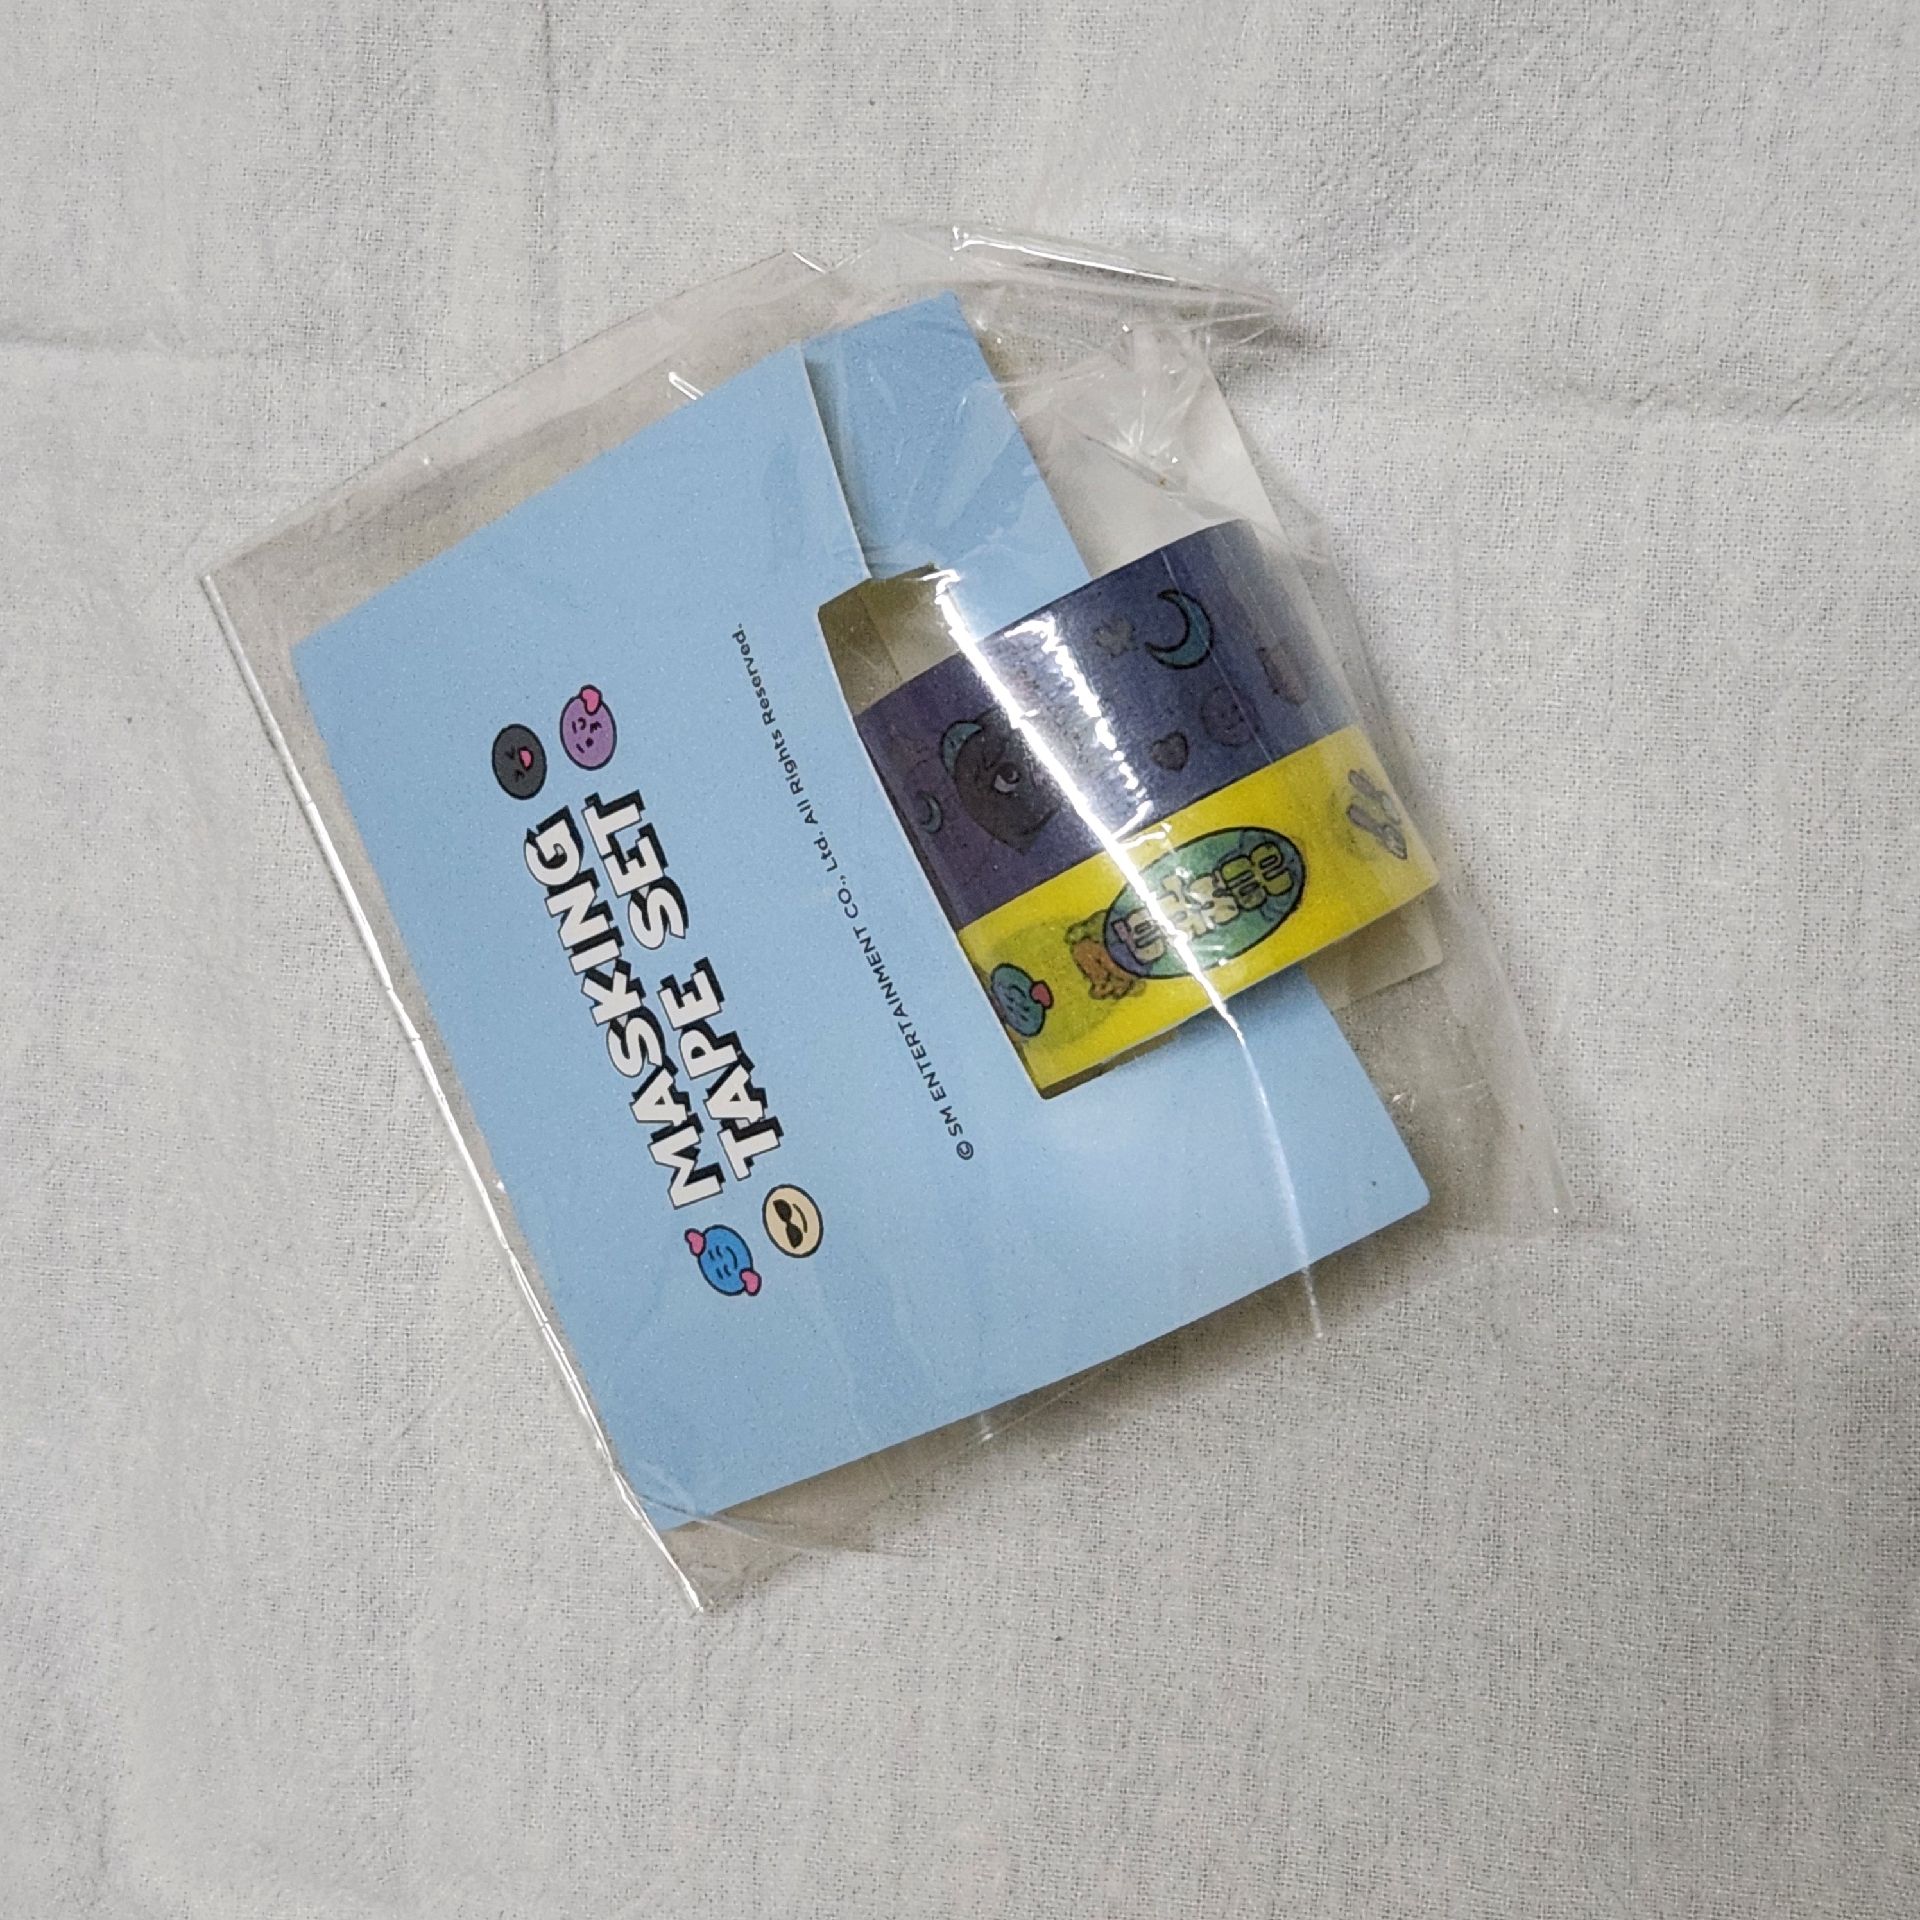 MASKING
TAPE SET
© SM ENTERTAINMENT CO., Ltd. All Rights Reserved.